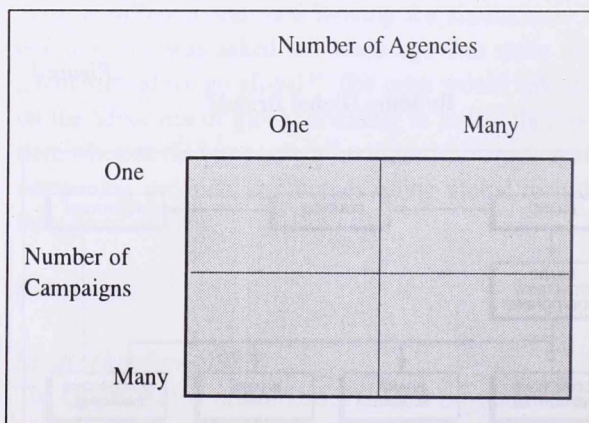 Number of Agencies
One Many
One
Number of
Campaigns
Many